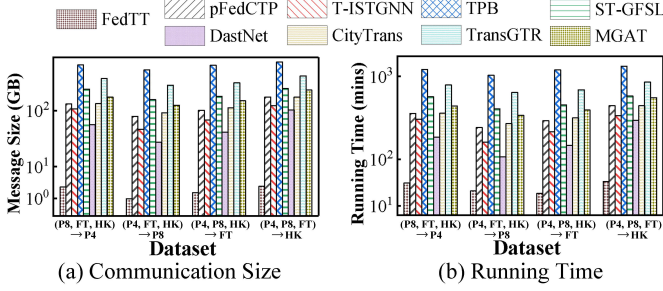 FedTT pFedCTP T-ISTGNN TPB ST-GFSL
DastNet CityTrans TransGTR MGAT
Message Size (GB)
10²
10¹
10⁰
(P8, FT, HK) (P4, FT, HK) (P4, P8, HK) (P4, P8, FT)
→P4 →P8 →FT →HK
Dataset
(a) Communication Size
Running Time (mins)
10³
10²
10¹
(P8, FT, HK) (P4, FT, HK) (P4, P8, HK) (P4, P8, FT)
→P4 →P8 →FT →HK
Dataset
(b) Running Time